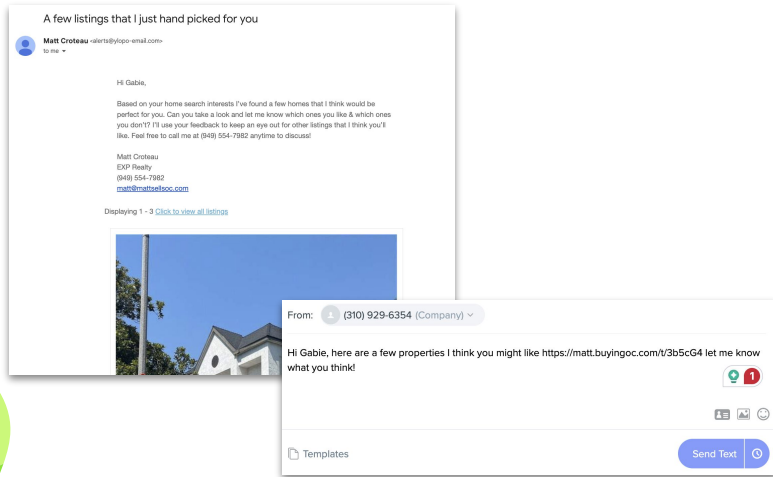 A few listings that I just hand picked for you
Matt Croteau <alerts@ylopo-email.com>
to me
Hi Gabie,
Based on your home search interests I've found a few homes that I think would be
perfect for you. Can you take a look and let me know which ones you like & which ones
you don't? I'll use your feedback to keep an eye out for other listings that I think you'll
like. Feel free to call me at (949) 554-7982 anytime to discuss!
Matt Croteau
EXP Realty
(949) 554-7982
matt@mattsellsoc.com
Displaying 1 - 3 Click to view all listings
From: (310) 929-6354 (Company)
Hi Gabie, here are a few properties I think you might like https://matt.buyingoc.com/t/3b5cG4 let me know
what you think!
1
Templates
Send Text